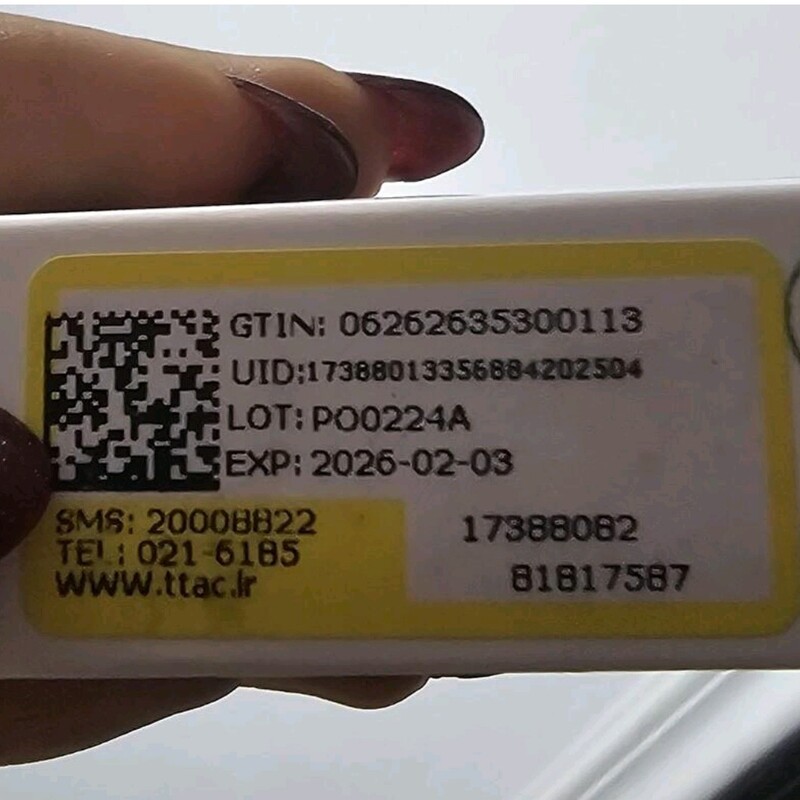 GTIN: 06262635300113
UID:17388013356884202504
LOT: PO0224A
EXP: 2026-02-03
SMS: 20008822
TEL: 021-6185
WWW.ttac.ir
17388082
81817587